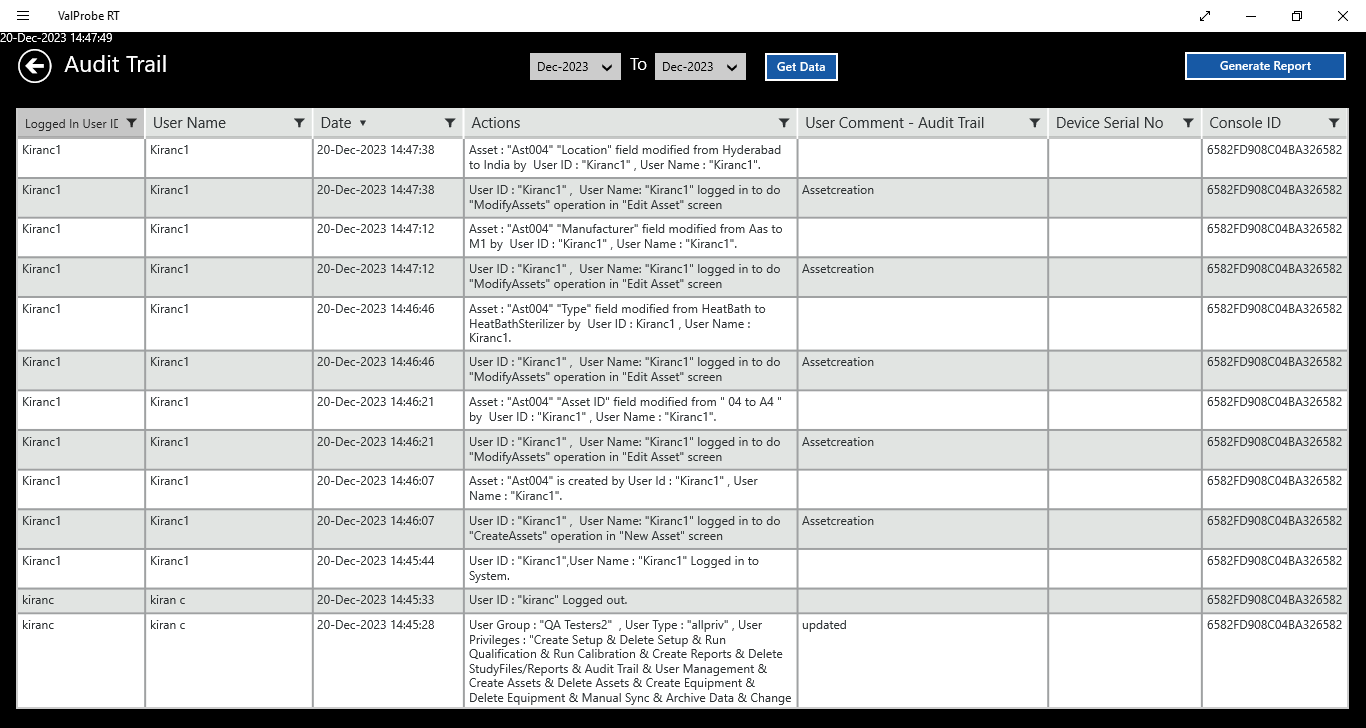 ValProbe RT
20-Dec-2023 14:47:49
Audit Trail
Dec-2023 To Dec-2023 Get Data Generate Report
Logged In User ID User Name Date Actions User Comment - Audit Trail Device Serial No Console ID
Kiranc1 Kiranc1 20-Dec-2023 14:47:38 Asset : "Ast004" "Location" field modified from Hyderabad 6582FD908C04BA326582
to India by  User ID : "Kiranc1" , User Name : "Kiranc1".
Kiranc1 Kiranc1 20-Dec-2023 14:47:38 User ID : "Kiranc1" ,  User Name: "Kiranc1" logged in to do Assetcreation 6582FD908C04BA326582
"ModifyAssets" operation in "Edit Asset" screen
Kiranc1 Kiranc1 20-Dec-2023 14:47:12 Asset : "Ast004" "Manufacturer" field modified from Aas to 6582FD908C04BA326582
M1 by  User ID : "Kiranc1" , User Name : "Kiranc1".
Kiranc1 Kiranc1 20-Dec-2023 14:47:12 User ID : "Kiranc1" ,  User Name: "Kiranc1" logged in to do Assetcreation 6582FD908C04BA326582
"ModifyAssets" operation in "Edit Asset" screen
Kiranc1 Kiranc1 20-Dec-2023 14:46:46 Asset : "Ast004" "Type" field modified from HeatBath to 6582FD908C04BA326582
HeatBathSterilizer by  User ID : Kiranc1 , User Name :
Kiranc1.
Kiranc1 Kiranc1 20-Dec-2023 14:46:46 User ID : "Kiranc1" ,  User Name: "Kiranc1" logged in to do Assetcreation 6582FD908C04BA326582
"ModifyAssets" operation in "Edit Asset" screen
Kiranc1 Kiranc1 20-Dec-2023 14:46:21 Asset : "Ast004" "Asset ID" field modified from " 04 to A4 " 6582FD908C04BA326582
by  User ID : "Kiranc1" , User Name : "Kiranc1".
Kiranc1 Kiranc1 20-Dec-2023 14:46:21 User ID : "Kiranc1" ,  User Name: "Kiranc1" logged in to do Assetcreation 6582FD908C04BA326582
"ModifyAssets" operation in "Edit Asset" screen
Kiranc1 Kiranc1 20-Dec-2023 14:46:07 Asset : "Ast004" is created by User Id : "Kiranc1" , User 6582FD908C04BA326582
Name : "Kiranc1".
Kiranc1 Kiranc1 20-Dec-2023 14:46:07 User ID : "Kiranc1" ,  User Name: "Kiranc1" logged in to do Assetcreation 6582FD908C04BA326582
"CreateAssets" operation in "New Asset" screen
Kiranc1 Kiranc1 20-Dec-2023 14:45:44 User ID : "Kiranc1",User Name : "Kiranc1" Logged in to 6582FD908C04BA326582
System.
kiranc kiran c 20-Dec-2023 14:45:33 User ID : "kiranc" Logged out. 6582FD908C04BA326582
kiranc kiran c 20-Dec-2023 14:45:28 User Group : "QA Testers2"  , User Type : "allpriv" , User updated 6582FD908C04BA326582
Privileges : "Create Setup & Delete Setup & Run
Qualification & Run Calibration & Create Reports & Delete
StudyFiles/Reports & Audit Trail & User Management &
Create Assets & Delete Assets & Create Equipment &
Delete Equipment & Manual Sync & Archive Data & Change